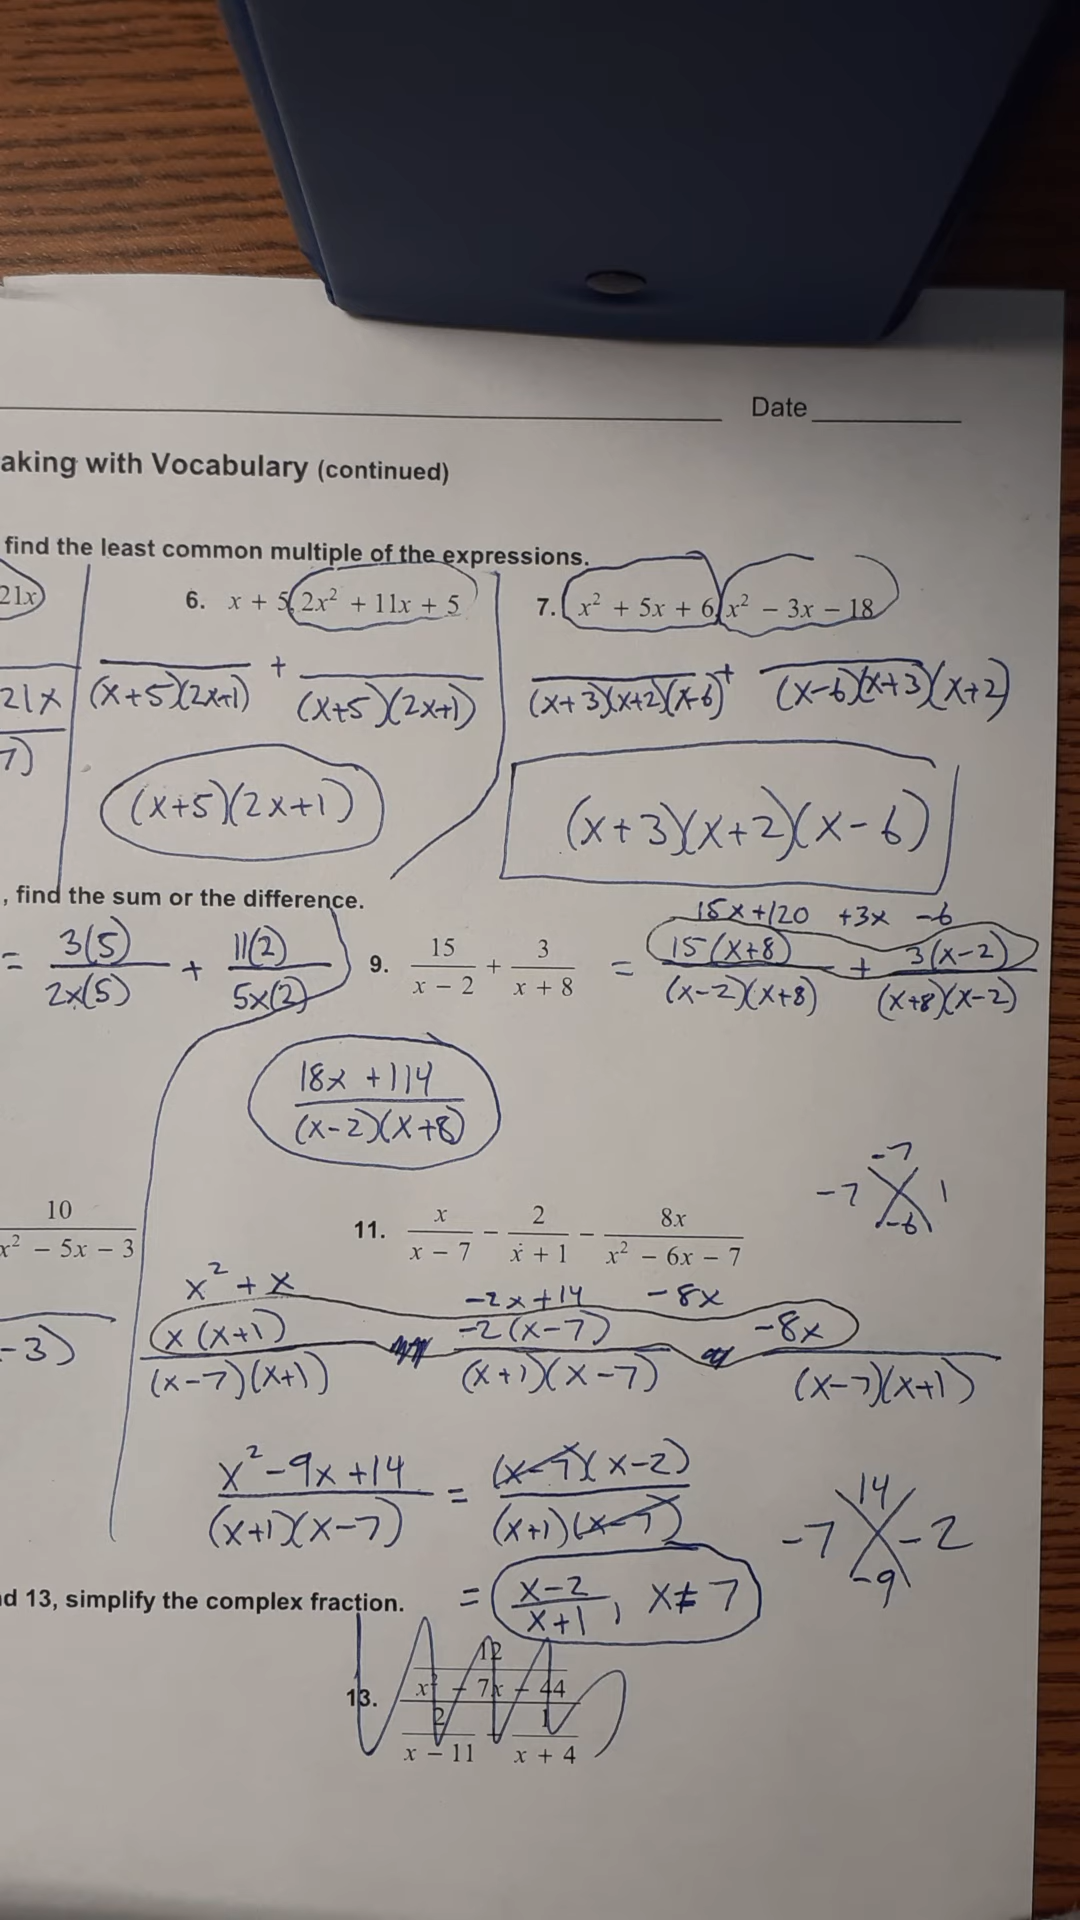 Date
aking with Vocabulary (continued)
find the least common multiple of the expressions.
21x)
6. x + 5, 2x² + 11x + 5
7. x² + 5x + 6, x² − 3x − 18
21x
7)
+
(x+5)(2x+1) (x+5)(2x+1)
+
(x+3)(x+2)(x-6) (x-6)(x+3)(x+2)
(x+5)(2x+1)
(x+3)(x+2)(x-6)
, find the sum or the difference.
= 3(5)/2x(5) + 11(2)/5x(2)
15x+120 +3x -6
9. 15/(x − 2) + 3/(x + 8) = 15(x+8)/(x-2)(x+8) + 3(x-2)/(x+8)(x-2)
18x+114/(x-2)(x+8)
-7
-7 1
-6
10/x² − 5x − 3
-3)
11. x/(x − 7) − 2/(x + 1) − 8x/(x² − 6x − 7)
x²+x -2x+14 -8x
x(x+1) -2(x-7) -8x
(x-7)(x+1) (x+1)(x-7) (x-7)(x+1)
x²-9x+14/(x+1)(x-7) = (x-7)(x-2)/(x+1)(x-7)
14
-7 -2
-9
= x-2/x+1, x≠7
d 13, simplify the complex fraction.
13. 12
x² − 7x − 44
2 1
x − 11 x + 4